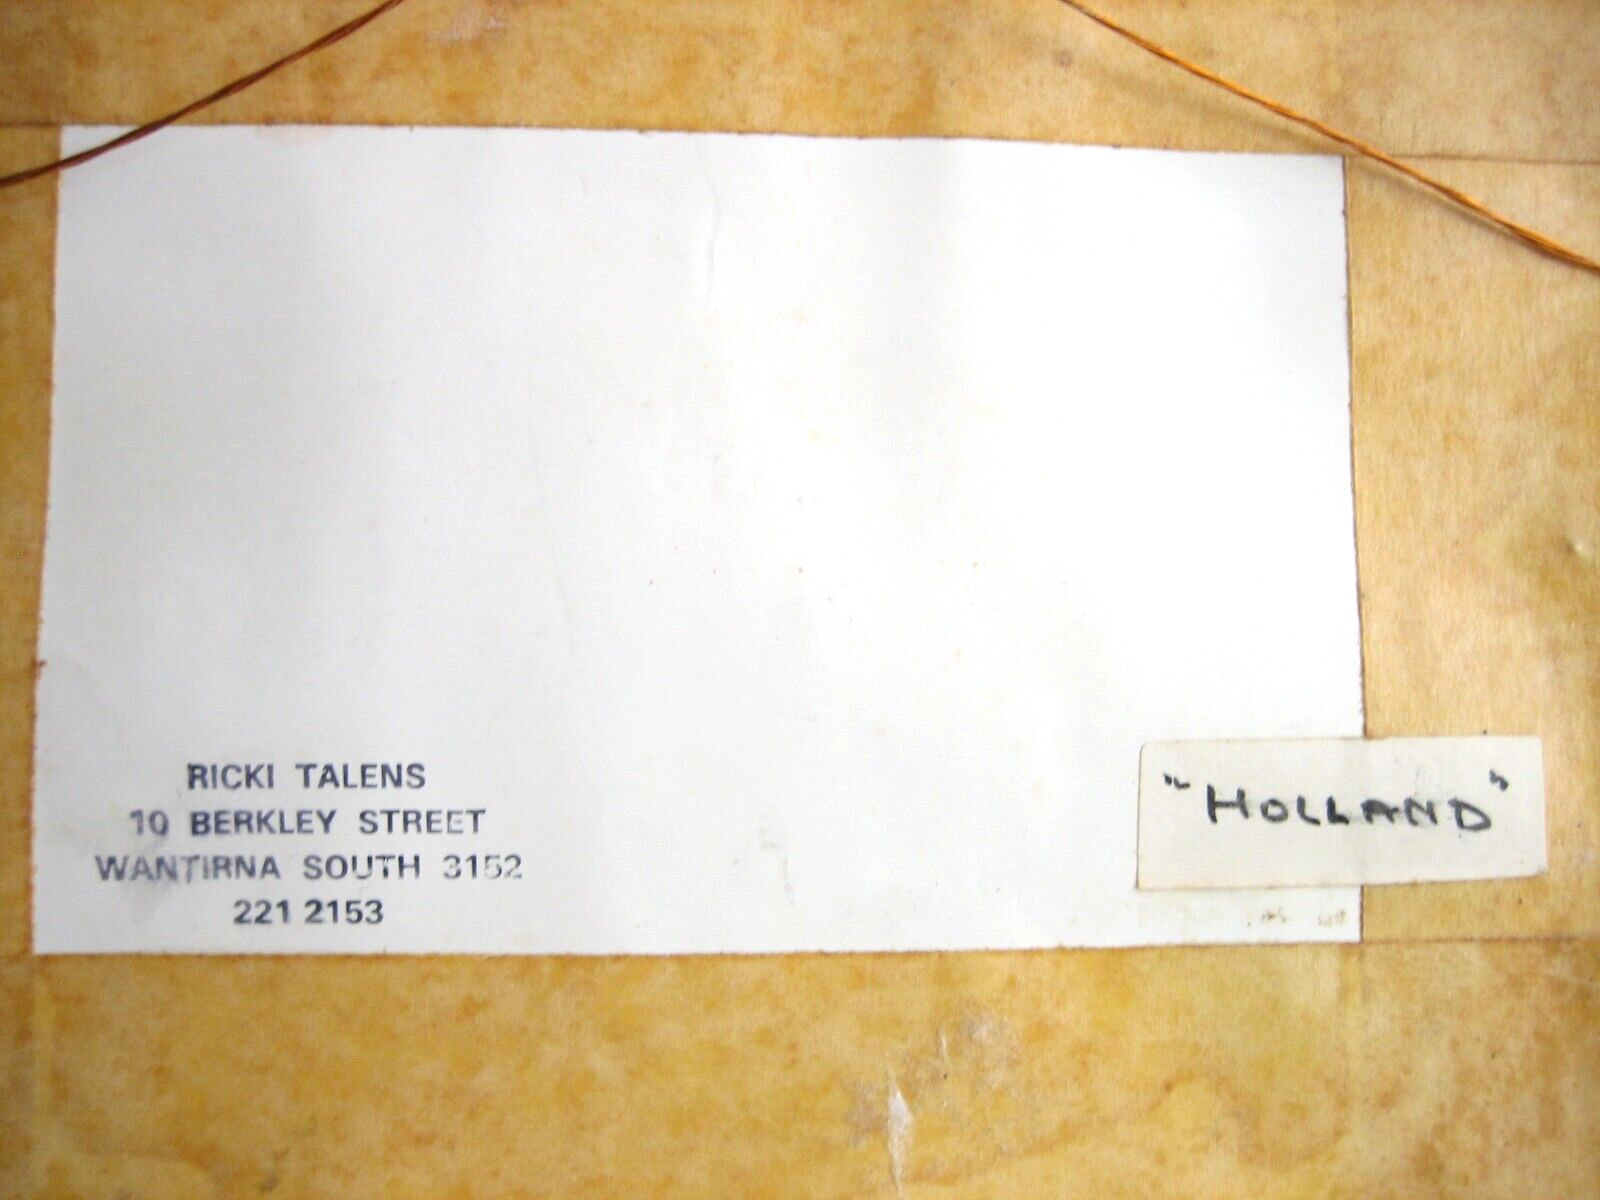 RICKI TALENS
10 BERKLEY STREET
WANTIRNA SOUTH 3152
221 2153
"HOLLAND"